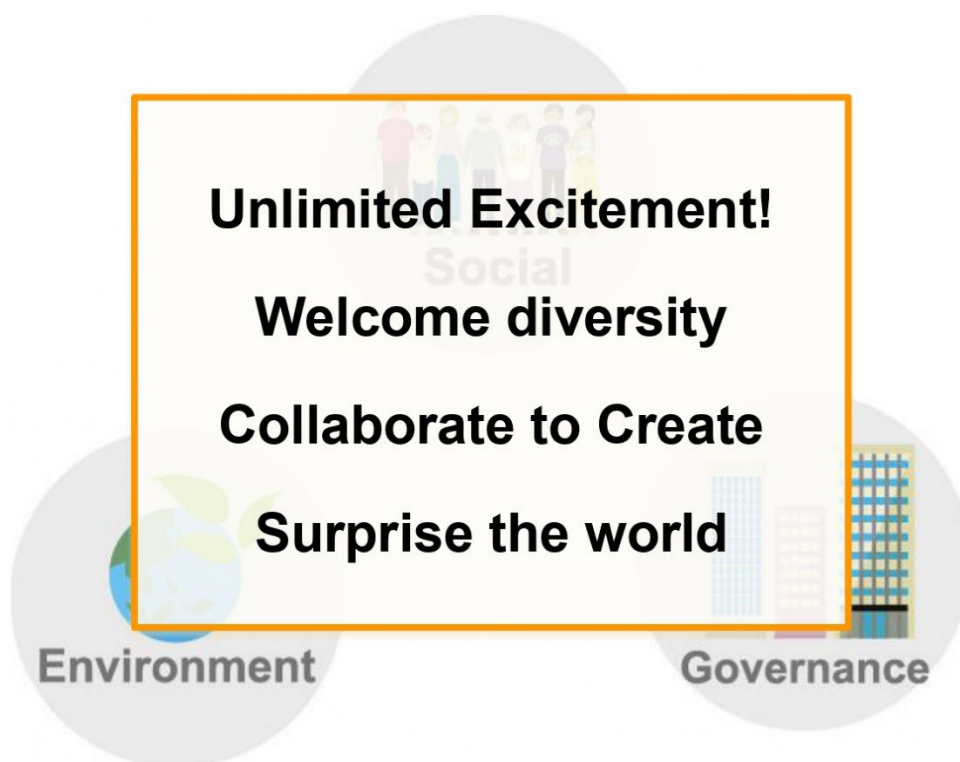 Unlimited Excitement!
Social
Welcome diversity
Collaborate to Create
Surprise the world
Environment
Governance